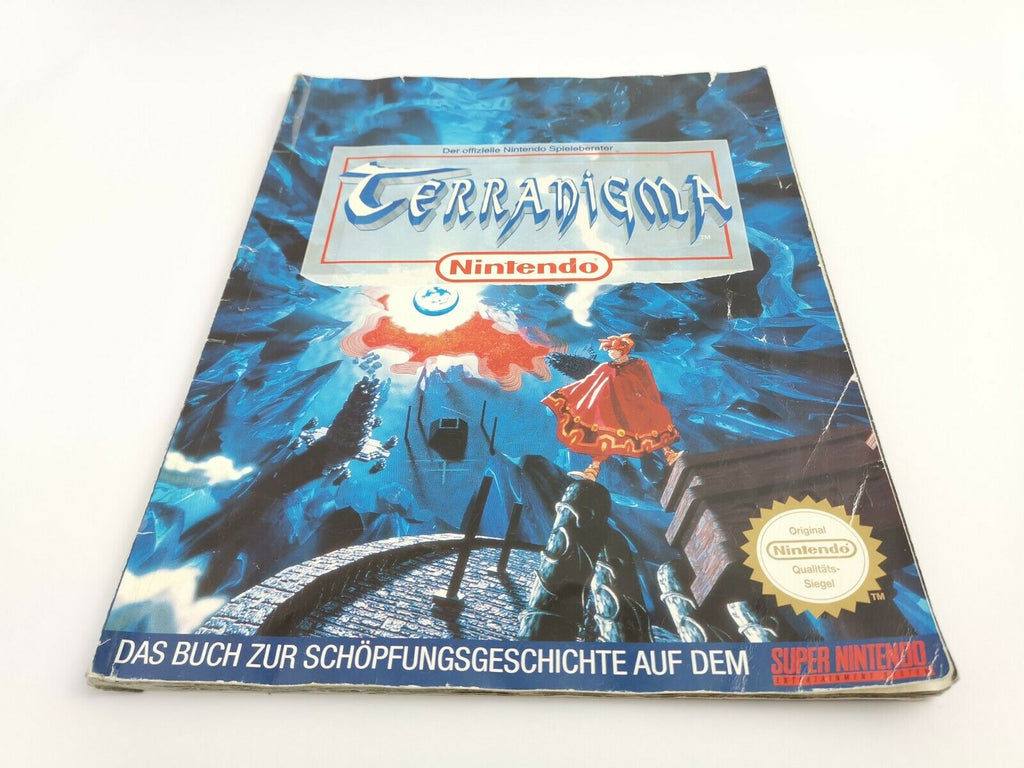 Der offizielle Nintendo Spieleberater
TERRANIGMA
TM
Nintendo
Original
Nintendo
Qualitäts-
Siegel
TM
DAS BUCH ZUR SCHÖPFUNGSGESCHICHTE AUF DEM SUPER NINTENDO
ENTERTAINMENT SYSTEM